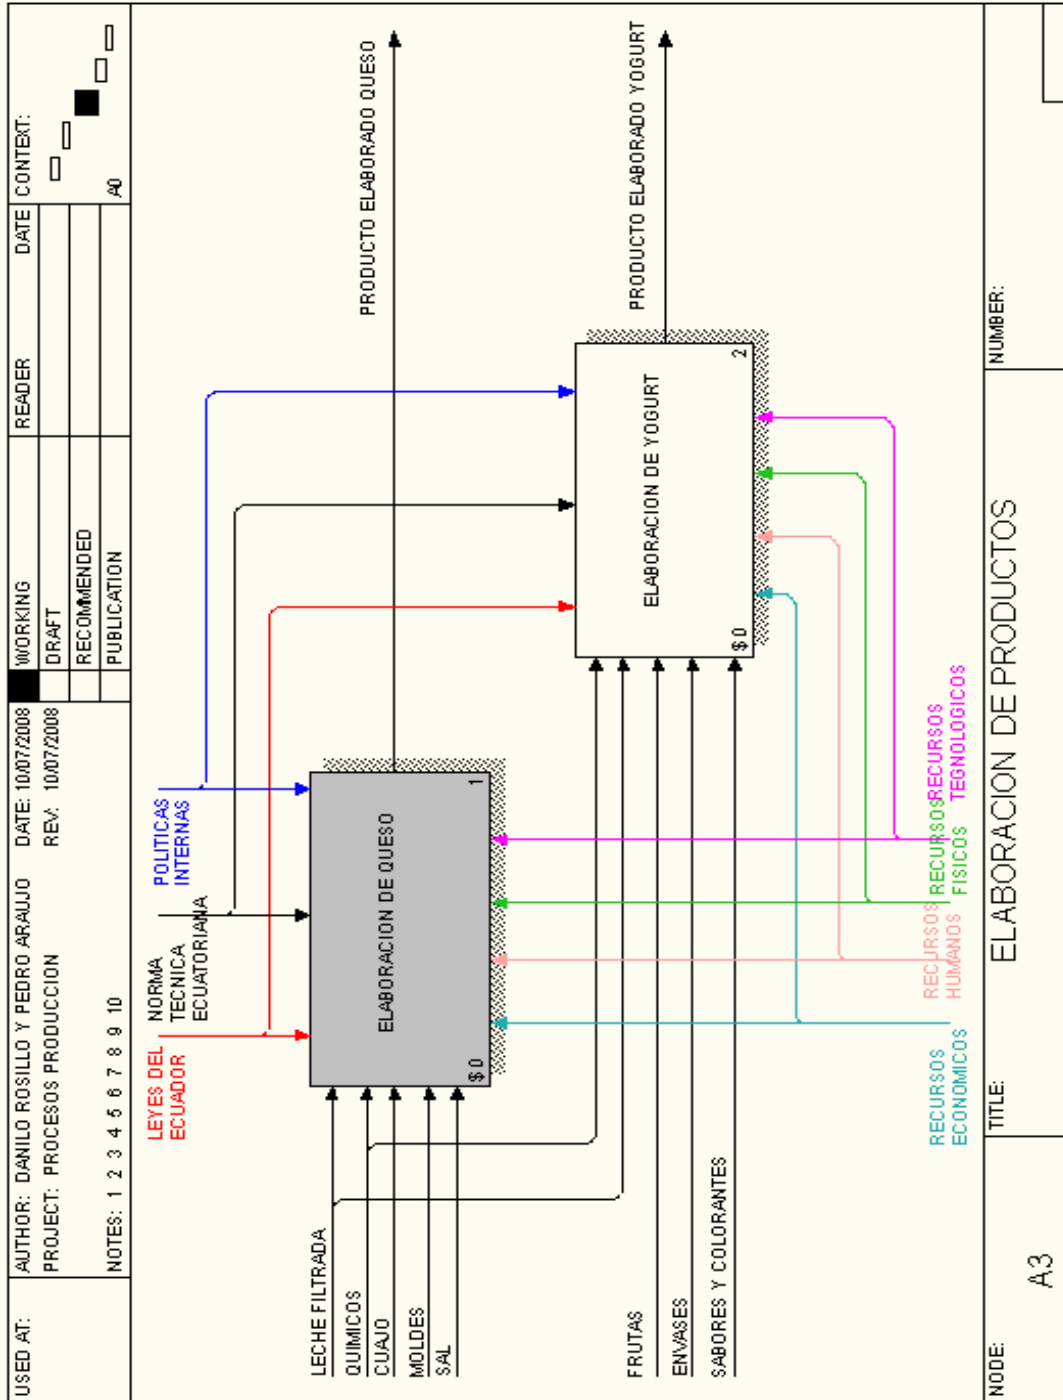 USED AT:
AUTHOR: DANILO ROSILLO Y PEDRO ARAUJO
DATE: 10/07/2008
PROJECT: PROCESOS PRODUCCION
REV: 10/07/2008
NOTES: 1 2 3 4 5 6 7 8 9 10
WORKING
DRAFT
RECOMMENDED
PUBLICATION
READER
DATE
CONTEXT:
A0
LEYES DEL
ECUADOR
NORMA
TECNICA
ECUATORIANA
POLITICAS
INTERNAS
LECHE FILTRADA
QUIMICOS
CUAJO
MOLDES
SAL
ELABORACION DE QUESO
$ 0
1
PRODUCTO ELABORADO QUESO
FRUTAS
ENVASES
SABORES Y COLORANTES
ELABORACION DE YOGURT
$ 0
2
PRODUCTO ELABORADO YOGURT
RECURSOS
ECONOMICOS
RECURSOS
HUMANOS
RECURSOS
FISICOS
RECURSOS
TEGNOLOGICOS
NODE:
A3
TITLE:
ELABORACION DE PRODUCTOS
NUMBER: